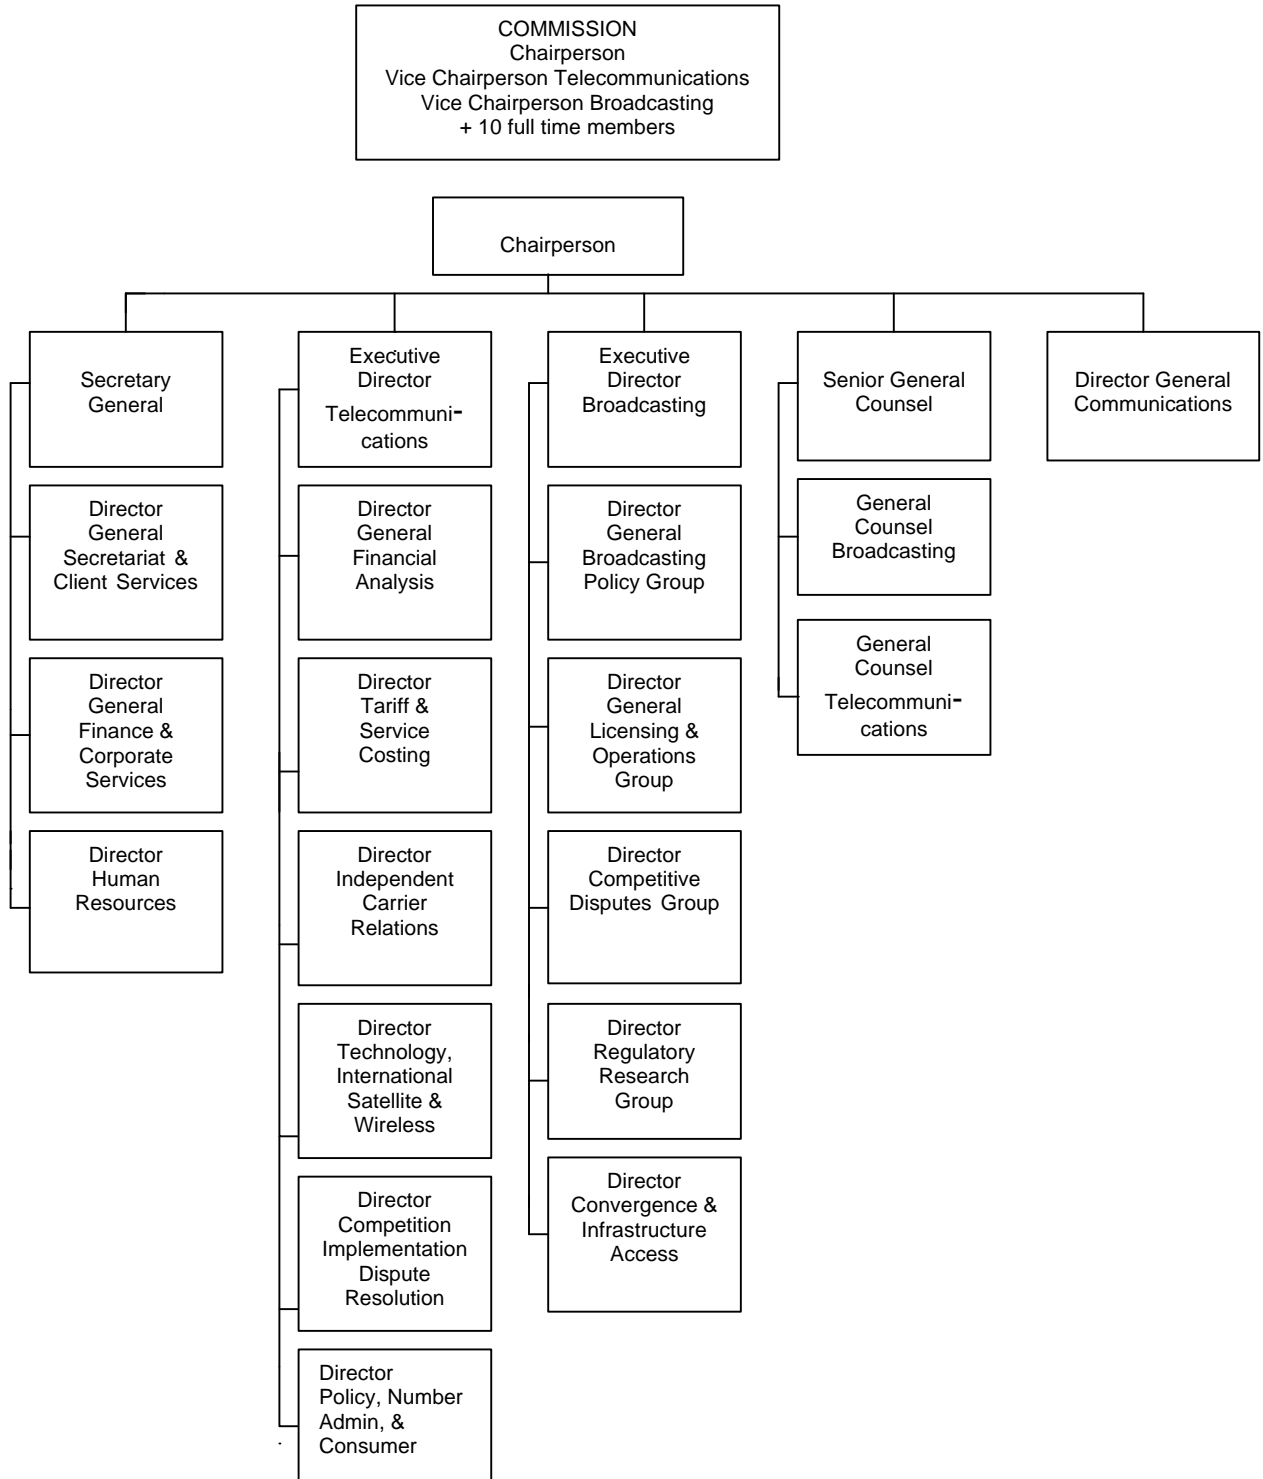 COMMISSION
Chairperson
Vice Chairperson Telecommunications
Vice Chairperson Broadcasting
+ 10 full time members
Chairperson
Secretary
General
Director
General
Secretariat &
Client Services
Director
General
Finance &
Corporate
Services
Director
Human
Resources
Executive
Director
Telecommuni-
cations
Director
General
Financial
Analysis
Director
Tariff &
Service
Costing
Director
Independent
Carrier
Relations
Director
Technology,
International
Satellite &
Wireless
Director
Competition
Implementation
Dispute
Resolution
Director
Policy, Number
Admin, &
Consumer
Executive
Director
Broadcasting
Director
General
Broadcasting
Policy Group
Director
General
Licensing &
Operations
Group
Director
Competitive
Disputes Group
Director
Regulatory
Research
Group
Director
Convergence &
Infrastructure
Access
Senior General
Counsel
General
Counsel
Broadcasting
General
Counsel
Telecommuni-
cations
Director General
Communications